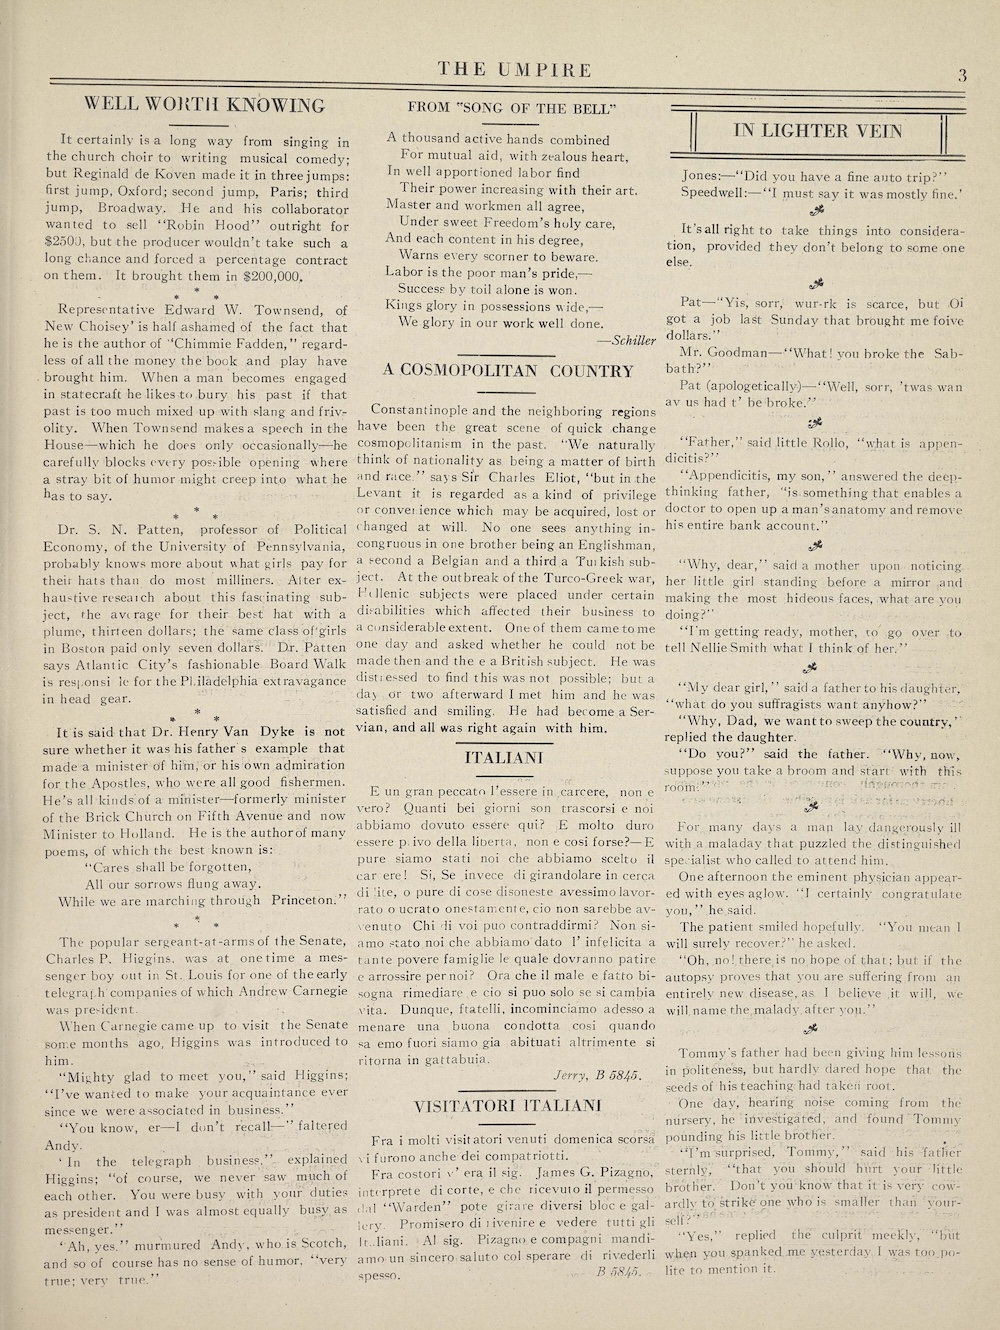 THE UMPIRE
3
WELL WORTH KNOWING
It certainly is a long way from singing in
the church choir to writing musical comedy;
but Reginald de Koven made it in three jumps:
first jump, Oxford; second jump, Paris; third
jump, Broadway. He and his collaborator
wanted to sell “Robin Hood” outright for
$2500, but the producer wouldn’t take such a
long chance and forced a percentage contract
on them. It brought them in $200,000.
*
* *
Representative Edward W. Townsend, of
New Choisey’ is half ashamed of the fact that
he is the author of “Chimmie Fadden,” regard-
less of all the money the book and play have
brought him. When a man becomes engaged
in statecraft he likes to bury his past if that
past is too much mixed up with slang and friv-
olity. When Townsend makes a speech in the
House—which he does only occasionally—he
carefully blocks every possible opening where
a stray bit of humor might creep into what he
has to say.
*
* *
Dr. S. N. Patten, professor of Political
Economy, of the University of Pennsylvania,
probably knows more about what girls pay for
their hats than do most milliners. After ex-
haustive research about this fascinating sub-
ject, the average for their best hat with a
plume, thirteen dollars; the same class of girls
in Boston paid only seven dollars. Dr. Patten
says Atlantic City’s fashionable Board Walk
is responsi le for the Philadelphia extravagance
in head gear.
*
* *
It is said that Dr. Henry Van Dyke is not
sure whether it was his father s example that
made a minister of him, or his own admiration
for the Apostles, who were all good fishermen.
He’s all kinds of a minister—formerly minister
of the Brick Church on Fifth Avenue and now
Minister to Holland. He is the author of many
poems, of which the best known is:
“Cares shall be forgotten,
All our sorrows flung away.
While we are marching through Princeton.”
*
* *
The popular sergeant-at-arms of the Senate,
Charles P. Higgins, was at one time a mes-
senger boy out in St. Louis for one of the early
telegraph companies of which Andrew Carnegie
was president.
When Carnegie came up to visit the Senate
some months ago, Higgins was introduced to
him.
“Mighty glad to meet you,” said Higgins;
“I’ve wanted to make your acquaintance ever
since we were associated in business.”
“You know, er—I don’t recall—” faltered
Andy.
‘In the telegraph business,” explained
Higgins; “of course, we never saw much of
each other. You were busy with your duties
as president and I was almost equally busy as
messenger.”
‘Ah, yes,” murmured Andy, who is Scotch,
and so of course has no sense of humor, “very
true; very true.”
FROM “SONG OF THE BELL”
A thousand active hands combined
For mutual aid, with zealous heart,
In well apportioned labor find
Their power increasing with their art.
Master and workmen all agree,
Under sweet Freedom’s holy care,
And each content in his degree,
Warns every scorner to beware.
Labor is the poor man’s pride,—
Success by toil alone is won.
Kings glory in possessions wide,—
We glory in our work well done.
—Schiller
A COSMOPOLITAN COUNTRY
Constantinople and the neighboring regions
have been the great scene of quick change
cosmopolitanism in the past. “We naturally
think of nationality as being a matter of birth
and race.” says Sir Charles Eliot, “but in the
Levant it is regarded as a kind of privilege
or convenience which may be acquired, lost or
changed at will. No one sees anything in-
congruous in one brother being an Englishman,
a second a Belgian and a third a Turkish sub-
ject. At the outbreak of the Turco-Greek war,
Hellenic subjects were placed under certain
disabilities which affected their business to
a considerable extent. One of them came to me
one day and asked whether he could not be
made then and the e a British subject. He was
distressed to find this was not possible; but a
day or two afterward I met him and he was
satisfied and smiling. He had become a Ser-
vian, and all was right again with him.
ITALIANI
E un gran peccato l’essere in carcere, non e
vero? Quanti bei giorni son trascorsi e noi
abbiamo dovuto essere qui? E molto duro
essere p. ivo della liberta, non e cosi forse?—E
pure siamo stati noi che abbiamo scelto il
car ere! Si, Se invece di girandolare in cerca
di lite, o pure di cose disoneste avessimo lavor-
rato o ucrato onestamente, cio non sarebbe av-
venuto Chi di voi puo contraddirmi? Non si-
amo stato noi che abbiamo dato l’ infelicita a
tante povere famiglie le quale dovranno patire
e arrossire per noi? Ora che il male e fatto bi-
sogna rimediare e cio si puo solo se si cambia
vita. Dunque, ftatelli, incominciamo adesso a
menare una buona condotta cosi quando
sa emo fuori siamo gia abituati altrimente si
ritorna in gattabuia.
Jerry, B 5845.
VISITATORI ITALIANI
Fra i molti visitatori venuti domenica scorsa
vi furono anche dei compatriotti.
Fra costori v’ era il sig. James G. Pizagno,
interprete di corte, e che ricevuto il permesso
dal “Warden” pote girare diversi bloc e gal-
lery. Promisero di rivenire e vedere tutti gli
Italiani. Al sig. Pizagno e compagni mandi-
amo un sincero saluto col sperare di rivederli
spesso.
B 5845.
IN LIGHTER VEIN
Jones:—“Did you have a fine auto trip?”
Speedwell:—“I must say it was mostly fine.’
It’s all right to take things into considera-
tion, provided they don’t belong to some one
else.
Pat—“Yis, sorr, wur-rk is scarce, but Oi
got a job last Sunday that brought me foive
dollars.”
Mr. Goodman—“What! you broke the Sab-
bath?”
Pat (apologetically)—“Well, sorr, ’twas wan
av us had t’ be broke.”
“Father,” said little Rollo, “what is appen-
dicitis?”
“Appendicitis, my son,” answered the deep-
thinking father, “is something that enables a
doctor to open up a man’s anatomy and remove
his entire bank account.”
“Why, dear,” said a mother upon noticing
her little girl standing before a mirror and
making the most hideous faces, what are you
doing?”
“I’m getting ready, mother, to go over to
tell Nellie Smith what I think of her.”
“My dear girl,” said a father to his daughter,
“what do you suffragists want anyhow?”
“Why, Dad, we want to sweep the country,’
replied the daughter.
“Do you?” said the father. “Why, now,
suppose you take a broom and start with this
room.”
For many days a man lay dangerously ill
with a maladay that puzzled the distinguished
specialist who called to attend him.
One afternoon the eminent physician appear-
ed with eyes aglow. “I certainly congratulate
you,” he said.
The patient smiled hopefully. “You mean I
will surely recover?” he asked.
“Oh, no! there is no hope of that; but if the
autopsy proves that you are suffering from an
entirely new disease, as I believe it will, we
will name the malady after you.”
Tommy’s father had been giving him lessons
in politeness, but hardly dared hope that the
seeds of his teaching had taken root.
One day, hearing noise coming from the
nursery, he investigated, and found Tommy
pounding his little brother.
“I’m surprised, Tommy,” said his father
sternly, “that you should hurt your little
brother. Don’t you know that it is very cow-
ardly to strike one who is smaller than your-
self?”
“Yes,” replied the culprit meekly, “but
when you spanked me yesterday I was too po-
lite to mention it.